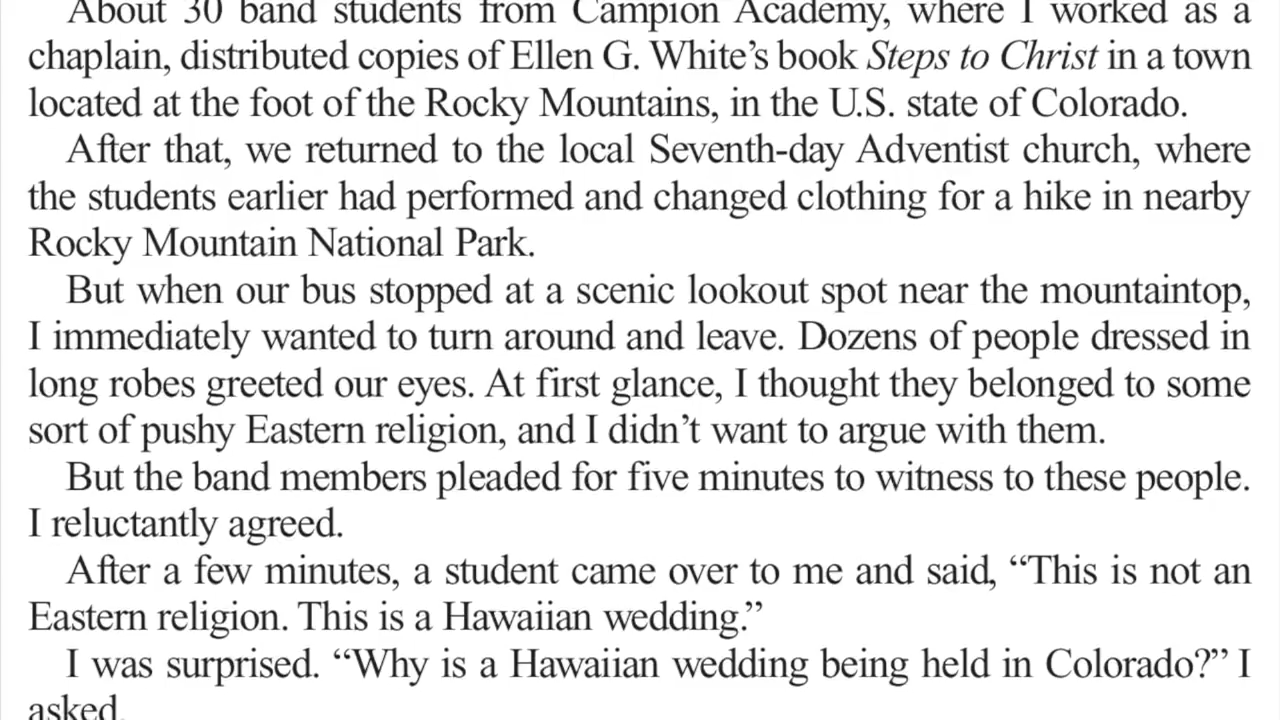 About 30 band students from Campion Academy, where I worked as a
chaplain, distributed copies of Ellen G. White’s book Steps to Christ in a town
located at the foot of the Rocky Mountains, in the U.S. state of Colorado.
After that, we returned to the local Seventh-day Adventist church, where
the students earlier had performed and changed clothing for a hike in nearby
Rocky Mountain National Park.
But when our bus stopped at a scenic lookout spot near the mountaintop,
I immediately wanted to turn around and leave. Dozens of people dressed in
long robes greeted our eyes. At first glance, I thought they belonged to some
sort of pushy Eastern religion, and I didn’t want to argue with them.
But the band members pleaded for five minutes to witness to these people.
I reluctantly agreed.
After a few minutes, a student came over to me and said, “This is not an
Eastern religion. This is a Hawaiian wedding.”
I was surprised. “Why is a Hawaiian wedding being held in Colorado?” I
asked.